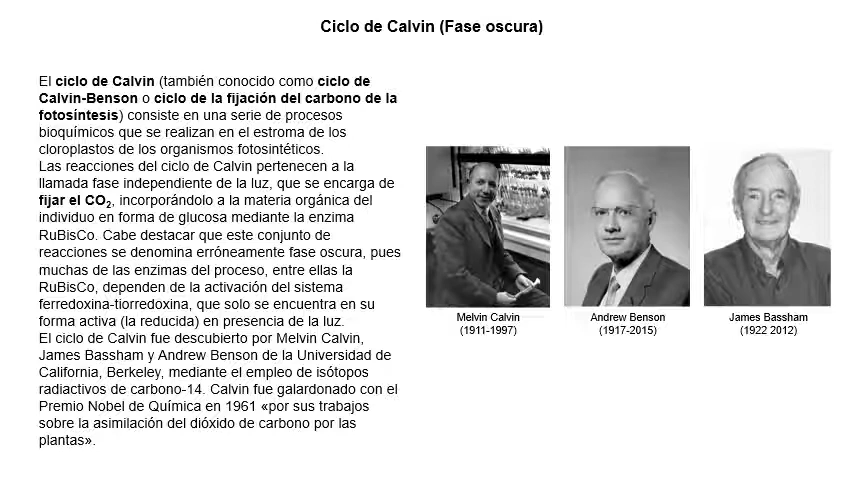 Ciclo de Calvin (Fase oscura)
El ciclo de Calvin (también conocido como ciclo de
Calvin-Benson o ciclo de la fijación del carbono de la
fotosíntesis) consiste en una serie de procesos
bioquímicos que se realizan en el estroma de los
cloroplastos de los organismos fotosintéticos.
Las reacciones del ciclo de Calvin pertenecen a la
llamada fase independiente de la luz, que se encarga de
fijar el CO₂, incorporándolo a la materia orgánica del
individuo en forma de glucosa mediante la enzima
RuBisCo. Cabe destacar que este conjunto de
reacciones se denomina erróneamente fase oscura, pues
muchas de las enzimas del proceso, entre ellas la
RuBisCo, dependen de la activación del sistema
ferredoxina-tiorredoxina, que solo se encuentra en su
forma activa (la reducida) en presencia de la luz.
El ciclo de Calvin fue descubierto por Melvin Calvin,
James Bassham y Andrew Benson de la Universidad de
California, Berkeley, mediante el empleo de isótopos
radiactivos de carbono-14. Calvin fue galardonado con el
Premio Nobel de Química en 1961 «por sus trabajos
sobre la asimilación del dióxido de carbono por las
plantas».
Melvin Calvin
(1911-1997)
Andrew Benson
(1917-2015)
James Bassham
(1922 2012)